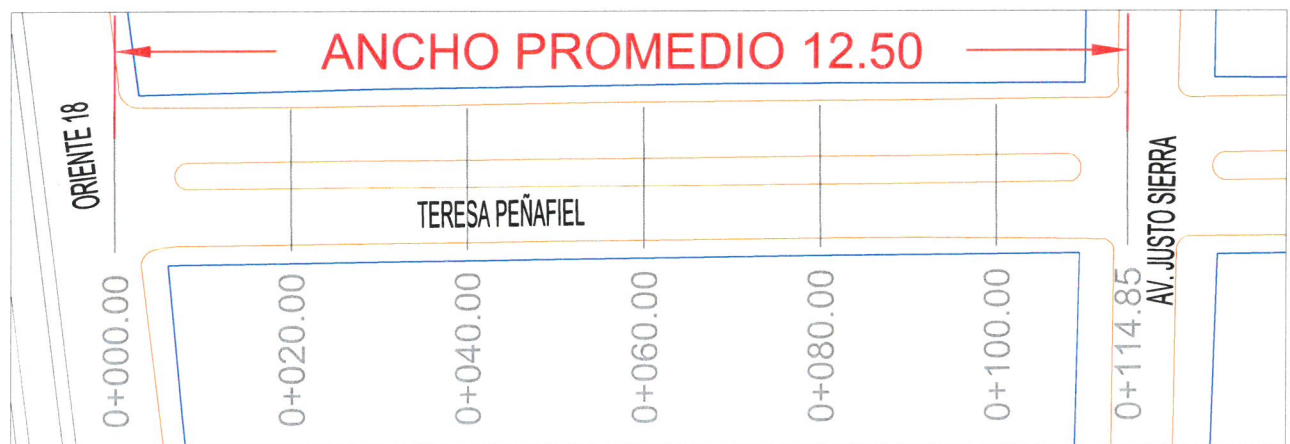 ANCHO PROMEDIO 12.50
ORIENTE 18
TERESA PEÑAFIEL
AV. JUSTO SIERRA
0+000.00
0+020.00
0+040.00
0+060.00
0+080.00
0+100.00
0+114.85